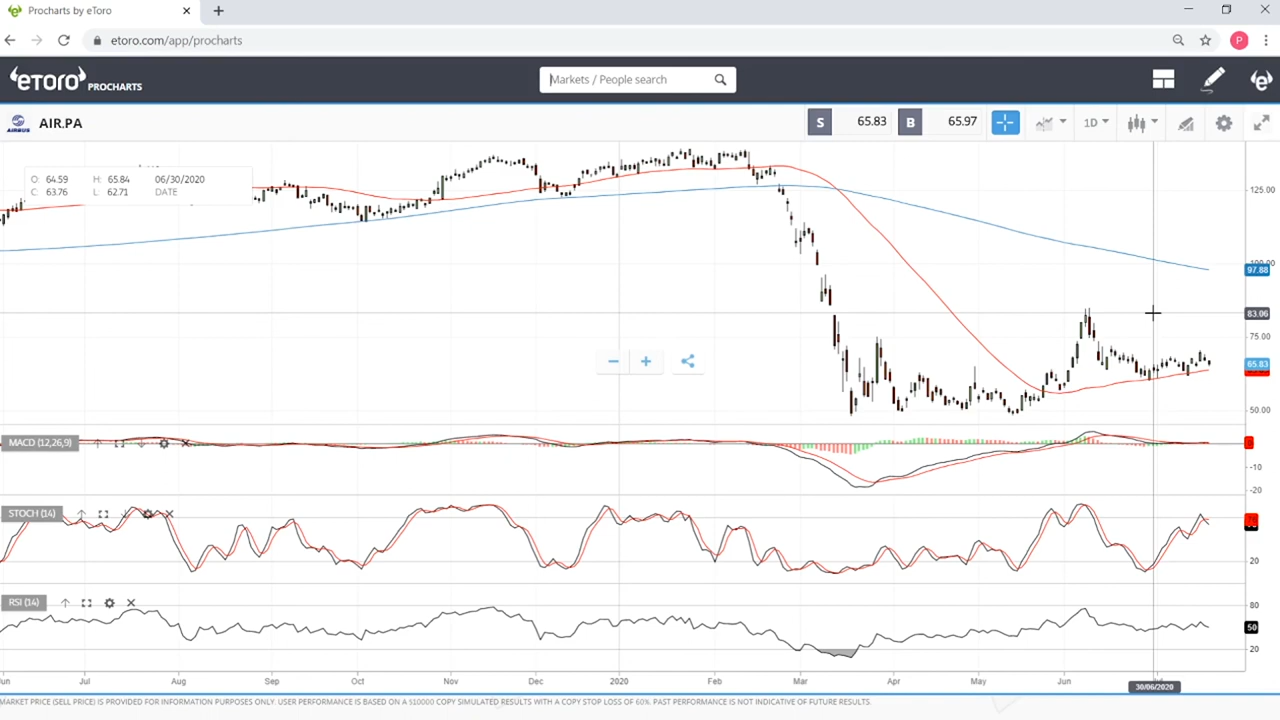 Procharts by eToro
etoro.com/app/procharts
P
eToro PROCHARTS
Markets / People search
AIRBUS AIR.PA
S 65.83 B 65.97 1D
O: 64.59 H: 65.84 06/30/2020
C: 63.76 L: 62.71 DATE
125.00
100.00
97.88
83.06
75.00
65.83
50.00
MACD (12,26,9)
-10
-20
STOCH (14)
20
RSI (14)
80
50
20
Jun Jul Aug Sep Oct Nov Dec 2020 Feb Mar Apr May Jun
30/06/2020
MARKET PRICE (SELL PRICE) IS PROVIDED FOR INFORMATION PURPOSES ONLY. USER PERFORMANCE IS BASED ON A $10000 COPY SIMULATED RESULTS WITH A COPY STOP LOSS OF 60%. PAST PERFORMANCE IS NOT INDICATIVE OF FUTURE RESULTS.